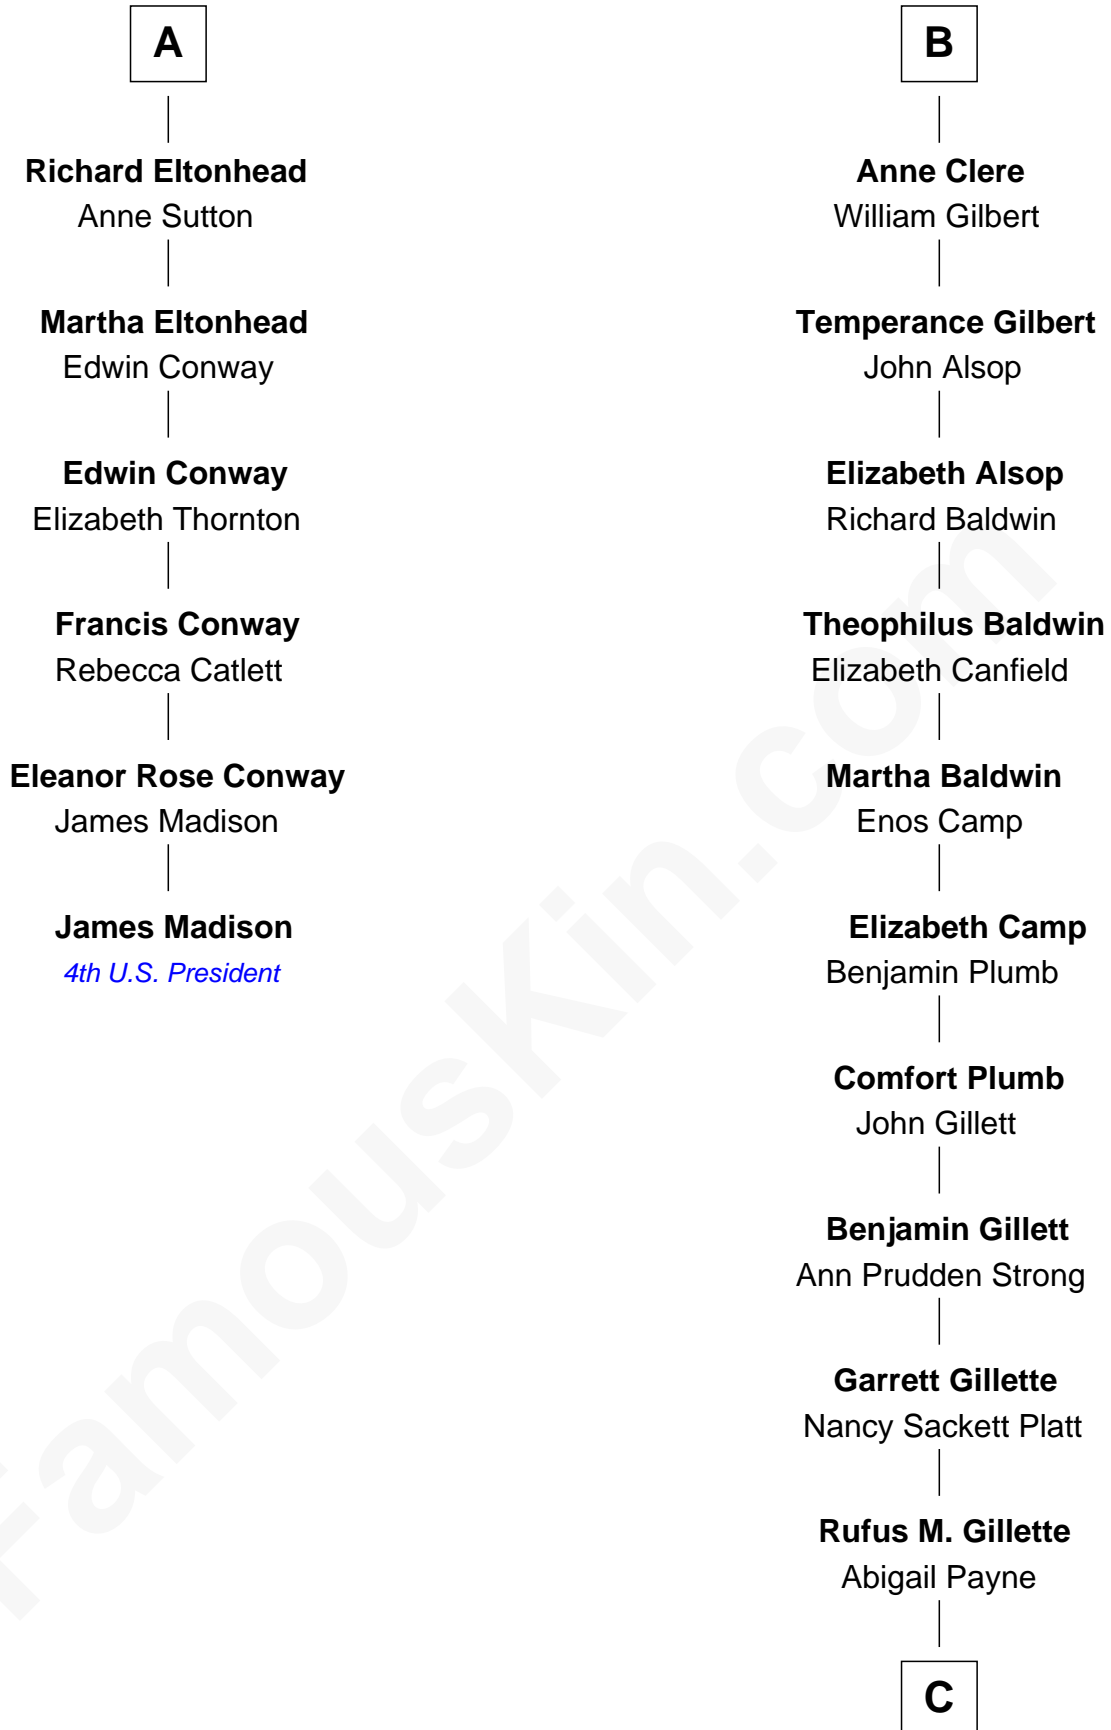 A
Richard Eltonhead
Anne Sutton
Martha Eltonhead
Edwin Conway
Edwin Conway
Elizabeth Thornton
Francis Conway
Rebecca Catlett
Eleanor Rose Conway
James Madison
James Madison
4th U.S. President
B
Anne Clere
William Gilbert
Temperance Gilbert
John Alsop
Elizabeth Alsop
Richard Baldwin
Theophilus Baldwin
Elizabeth Canfield
Martha Baldwin
Enos Camp
Elizabeth Camp
Benjamin Plumb
Comfort Plumb
John Gillett
Benjamin Gillett
Ann Prudden Strong
Garrett Gillette
Nancy Sackett Platt
Rufus M. Gillette
Abigail Payne
C
FamousKin.com